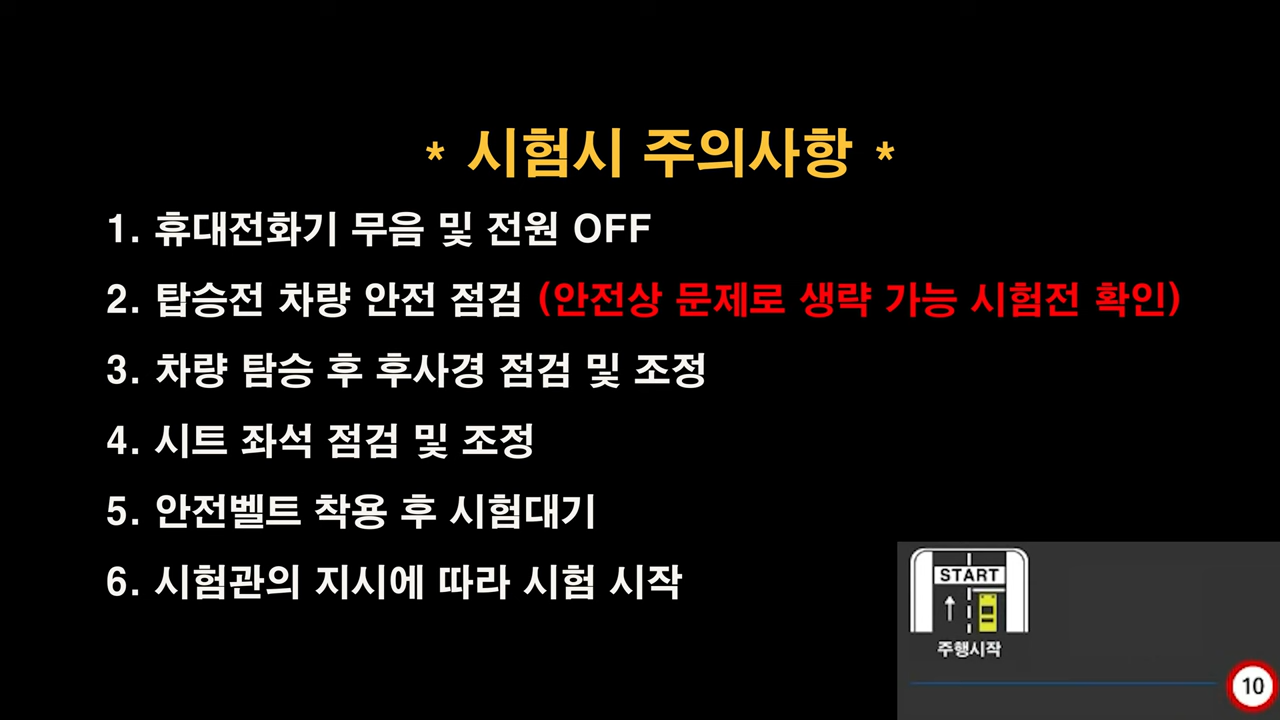 * 시험시 주의사항 *
1. 휴대전화기 무음 및 전원 OFF
2. 탑승전 차량 안전 점검 (안전상 문제로 생략 가능 시험전 확인)
3. 차량 탐승 후 후사경 점검 및 조정
4. 시트 좌석 점검 및 조정
5. 안전벨트 착용 후 시험대기
6. 시험관의 지시에 따라 시험 시작
START
주행시작
10